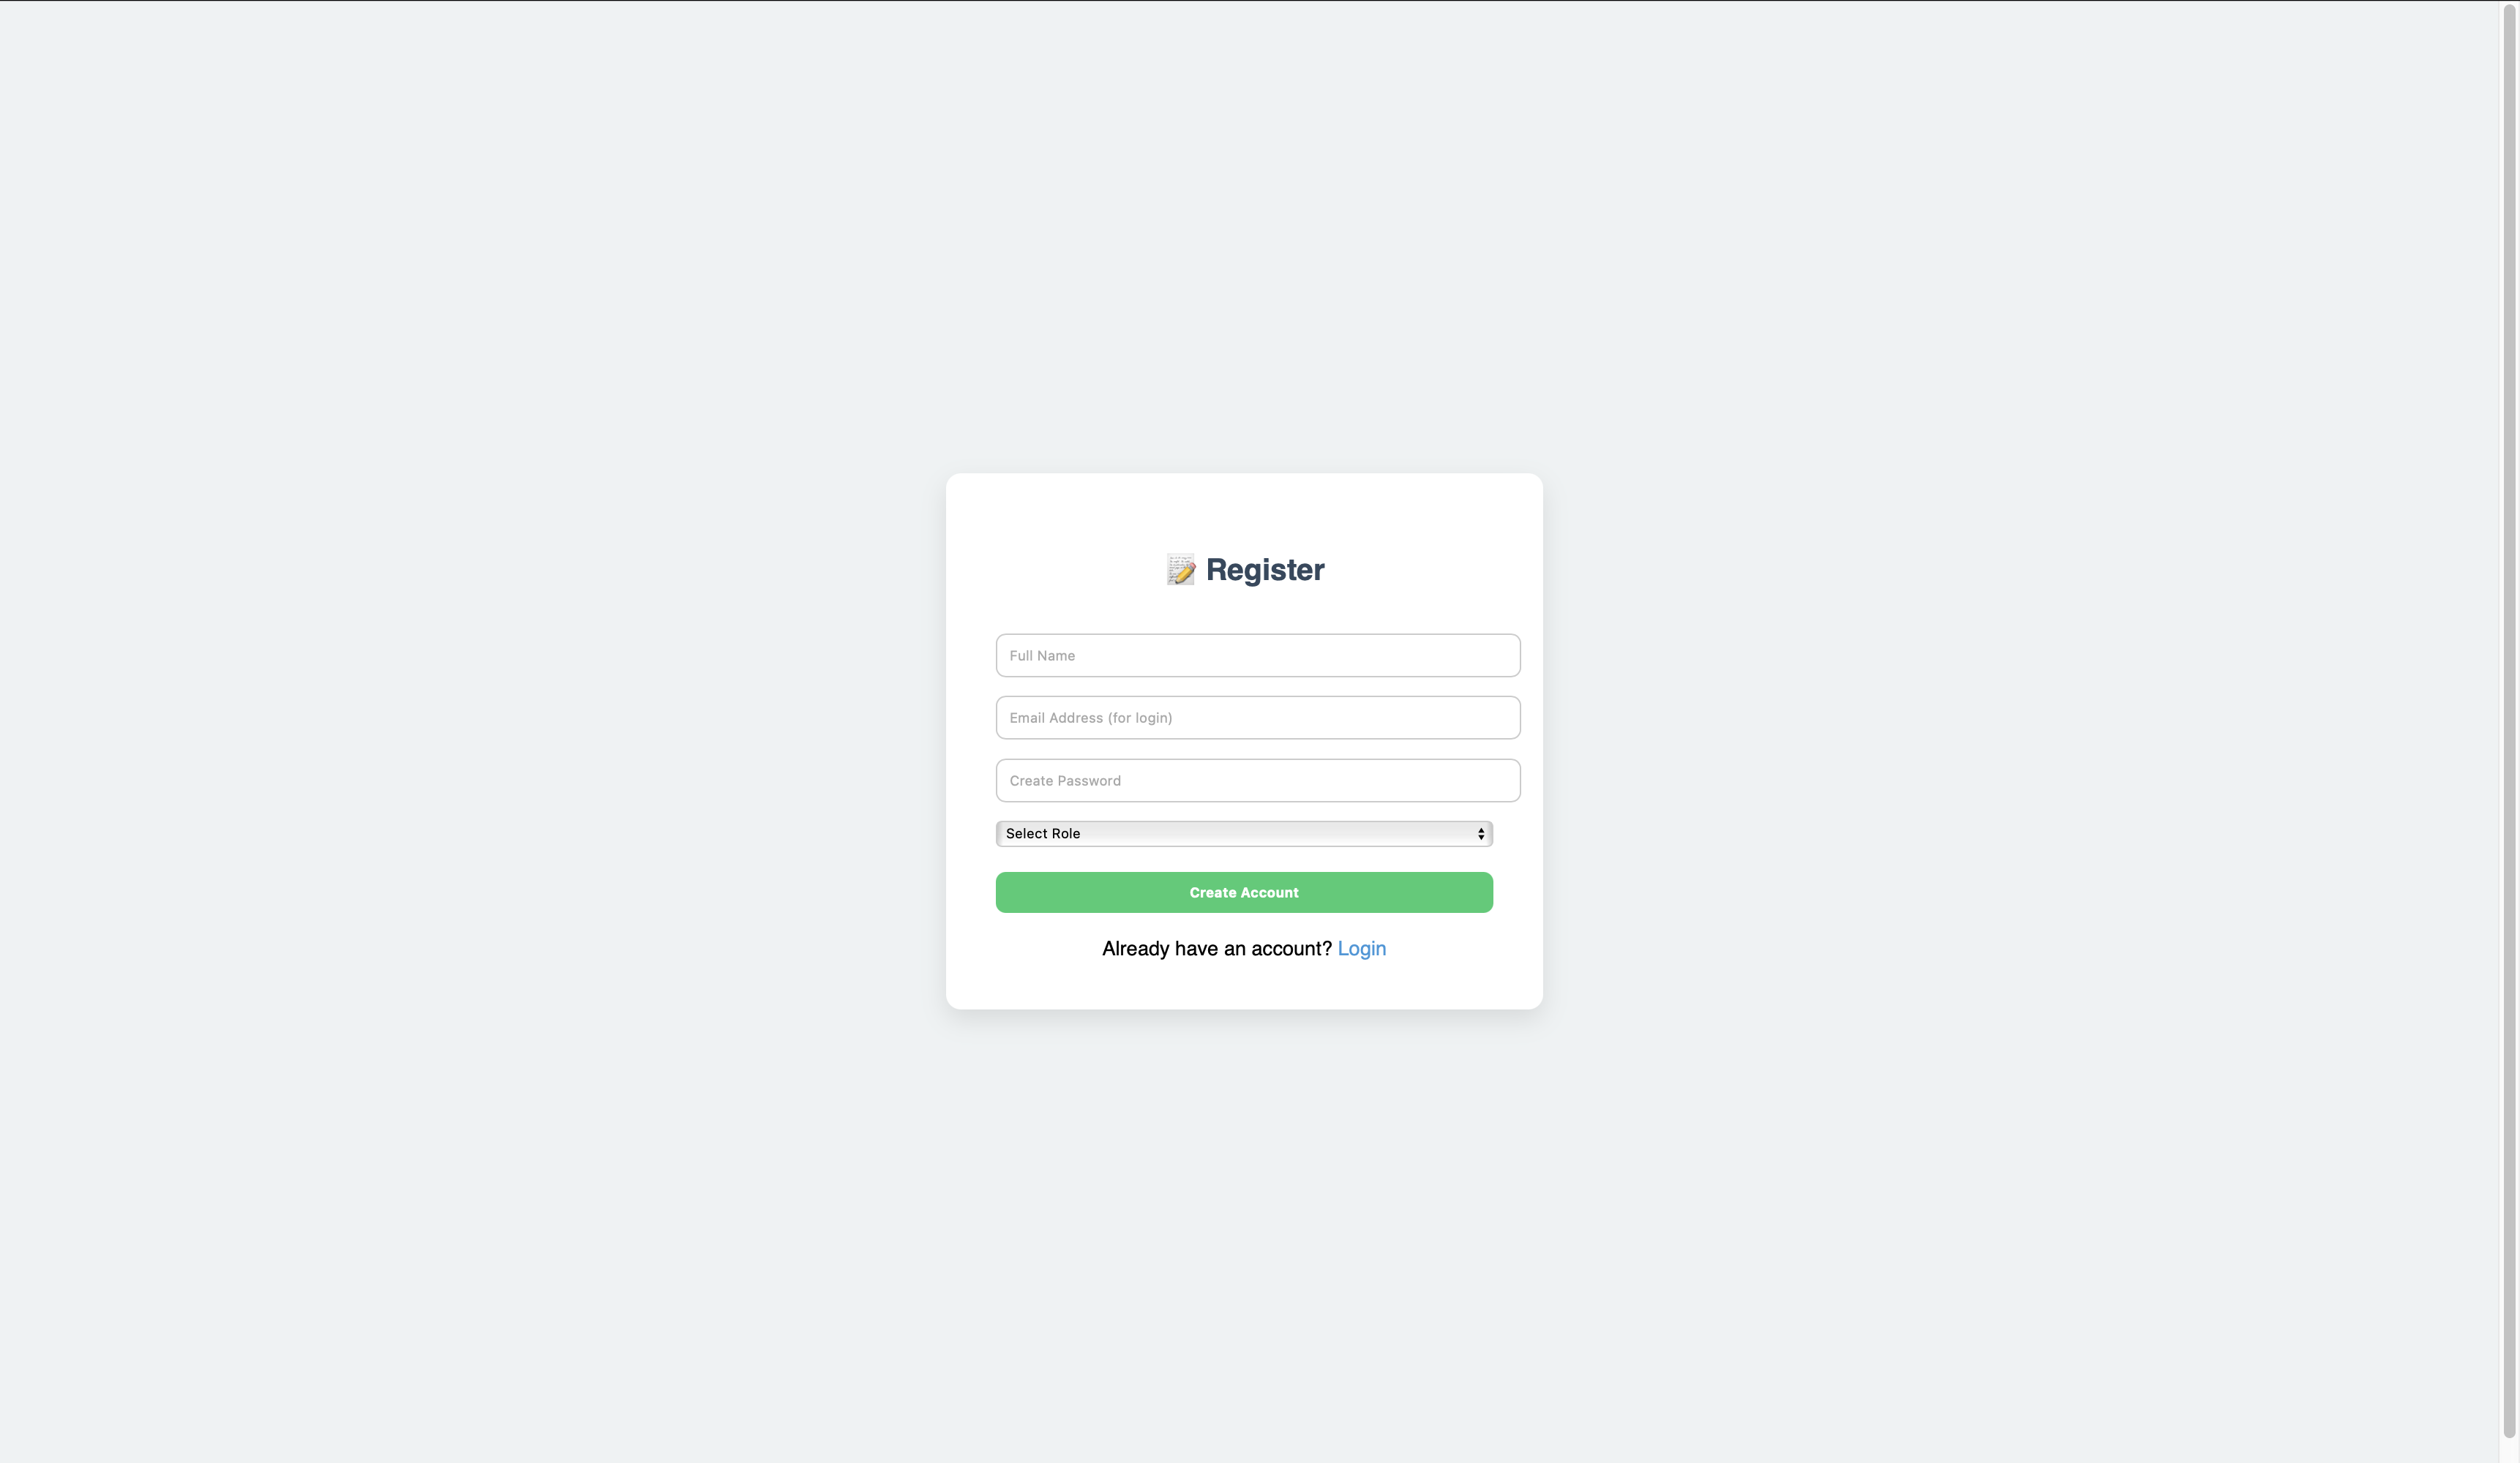 Register
Full Name
Email Address (for login)
Create Password
Select Role
Create Account
Already have an account? Login